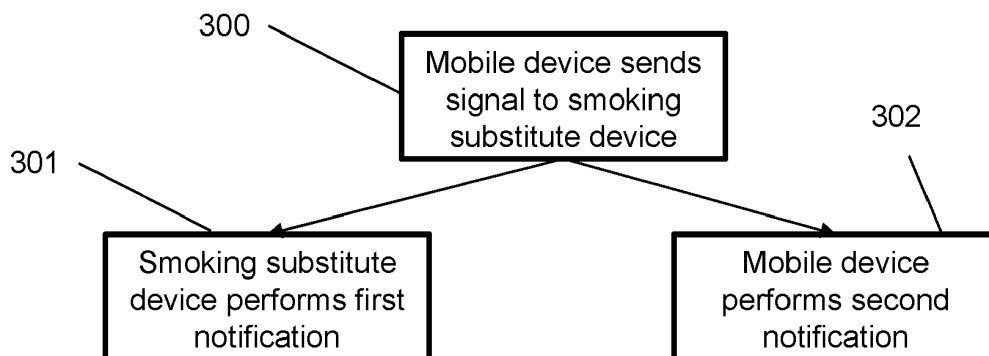 300
Mobile device sends
signal to smoking
substitute device
302
301
Smoking substitute
device performs first
notification
Mobile device
performs second
notification